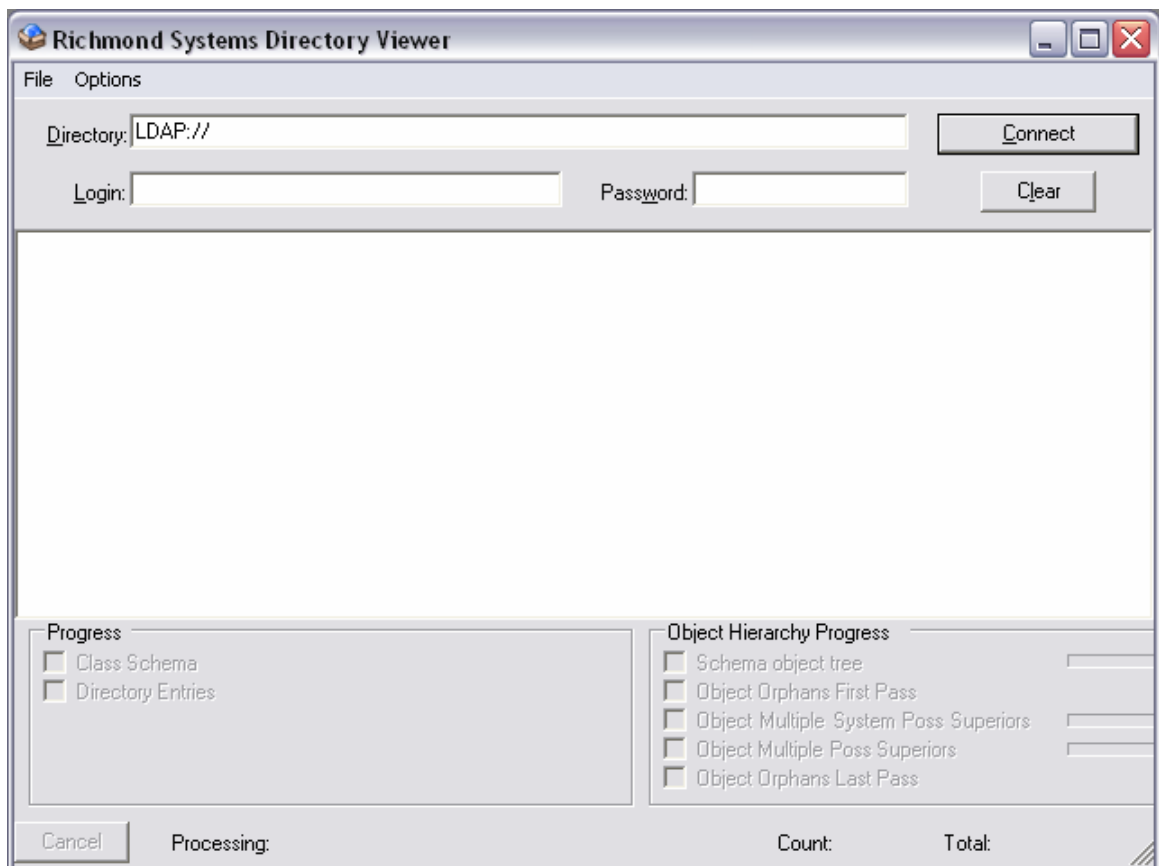 Richmond Systems Directory Viewer
File Options
Directory: LDAP:// Connect
Login: Password: Clear
Progress
Class Schema
Directory Entries
Object Hierarchy Progress
Schema object tree
Object Orphans First Pass
Object Multiple System Poss Superiors
Object Multiple Poss Superiors
Object Orphans Last Pass
Cancel Processing: Count: Total: